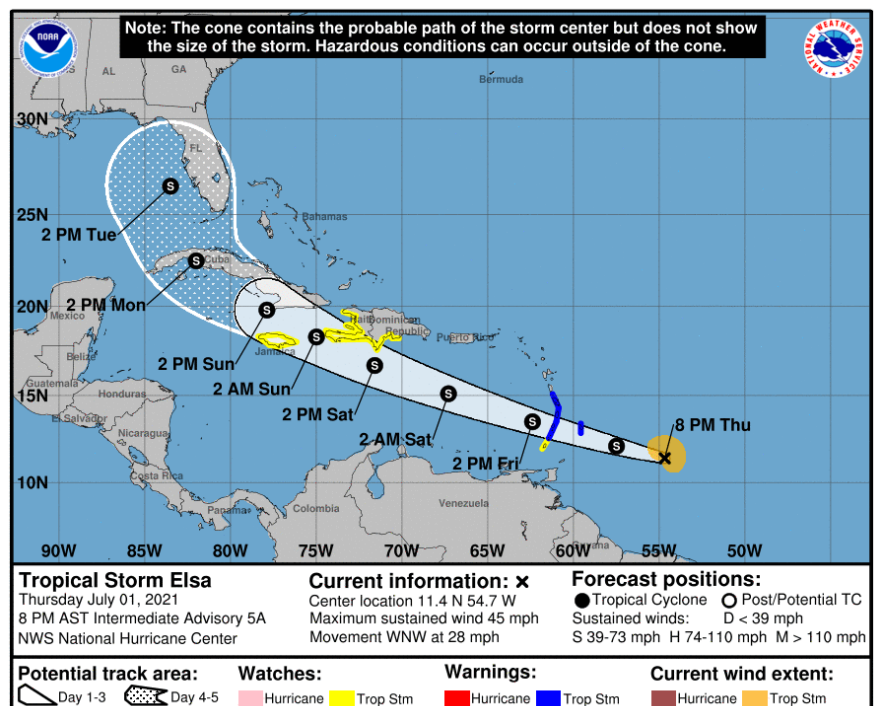 Note: The cone contains the probable path of the storm center but does not show
the size of the storm. Hazardous conditions can occur outside of the cone.
NOAA
NATIONAL WEATHER SERVICE
AL
GA
Bermuda
30N
FL
25N
Bahamas
2 PM Tue
Cuba
20N
2 PM Mon
Mexico
Haiti
Dominican
Republic
Puerto Rico
2 PM Sun
Jamaica
Belize
2 AM Sun
Guatemala
15N
Honduras
2 PM Sat
El Salvador
8 PM Thu
Nicaragua
2 AM Sat
2 PM Fri
10N
Costa Rica
Panama
Colombia
Venezuela
90W 85W 80W 75W 70W 65W 60W 55W 50W
S
S
S
S
S
S
S
S
Tropical Storm Elsa
Thursday July 01, 2021
8 PM AST Intermediate Advisory 5A
NWS National Hurricane Center
Current information: x
Center location 11.4 N 54.7 W
Maximum sustained wind 45 mph
Movement WNW at 28 mph
Forecast positions:
Tropical Cyclone Post/Potential TC
Sustained winds: D < 39 mph
S 39-73 mph H 74-110 mph M > 110 mph
Potential track area:
Day 1-3 Day 4-5
Watches:
Hurricane Trop Stm
Warnings:
Hurricane Trop Stm
Current wind extent:
Hurricane Trop Stm